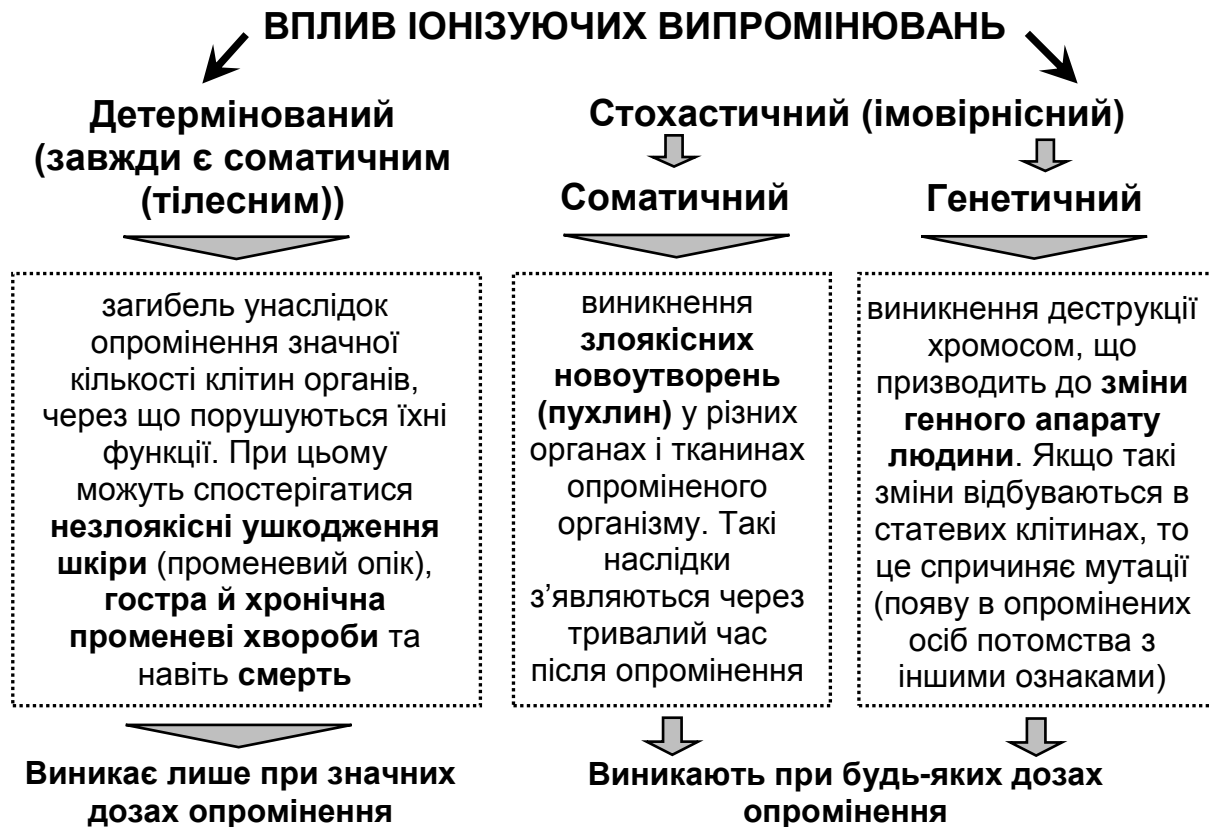 ВПЛИВ ІОНІЗУЮЧИХ ВИПРОМІНЮВАНЬ
Детермінований
(завжди є соматичним
(тілесним))
загибель унаслідок
опромінення значної
кількості клітин органів,
через що порушуються їхні
функції. При цьому
можуть спостерігатися
незлоякісні ушкодження
шкіри (променевий опік),
гостра й хронічна
променеві хвороби та
навіть смерть
Виникає лише при значних
дозах опромінення
Стохастичний (імовірнісний)
Соматичний
виникнення
злоякісних
новоутворень
(пухлин) у різних
органах і тканинах
опроміненого
організму. Такі
наслідки
з’являються через
тривалий час
після опромінення
Генетичний
виникнення деструкції
хромосом, що
призводить до зміни
генного апарату
людини. Якщо такі
зміни відбуваються в
статевих клітинах, то
це спричиняє мутації
(появу в опромінених
осіб потомства з
іншими ознаками)
Виникають при будь-яких дозах
опромінення